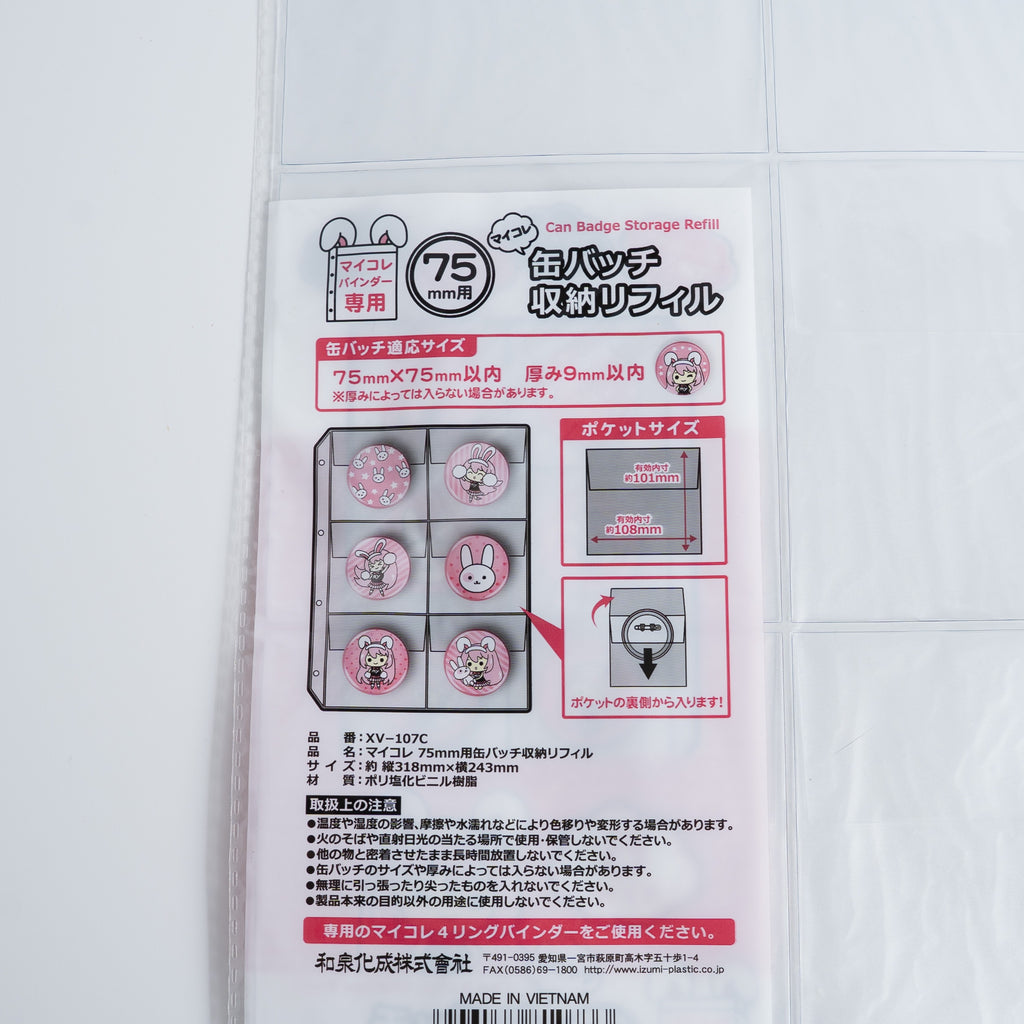 マイコレ
バインダー
専用
75
mm用
マイコレ
Can Badge Storage Refill
缶バッチ
収納リフィル
缶バッチ適応サイズ
75mm×75mm以内 厚み9mm以内
※厚みによっては入らない場合があります。
ポケットサイズ
有効内寸
約101mm
有効内寸
約108mm
ポケットの裏側から入ります!
品番:XV-107C
品名:マイコレ 75mm用缶バッチ収納リフィル
サイズ:約 縦318mm×横243mm
材質:ポリ塩化ビニル樹脂
取扱上の注意
●温度や湿度の影響、摩擦や水濡れなどにより色移りや変形する場合があります。
●火のそばや直射日光の当たる場所で使用・保管しないでください。
●他の物と密着させたまま長時間放置しないでください。
●缶バッチのサイズや厚みによっては入らない場合があります。
●無理に引っ張ったり尖ったものを入れないでください。
●製品本来の目的以外の用途に使用しないでください。
専用のマイコレ4リングバインダーをご使用ください。
和泉化成株式會社
〒491-0395 愛知県一宮市萩原町高木字五十歩1-4
FAX(0586)69-1800 http://www.izumi-plastic.co.jp
MADE IN VIETNAM